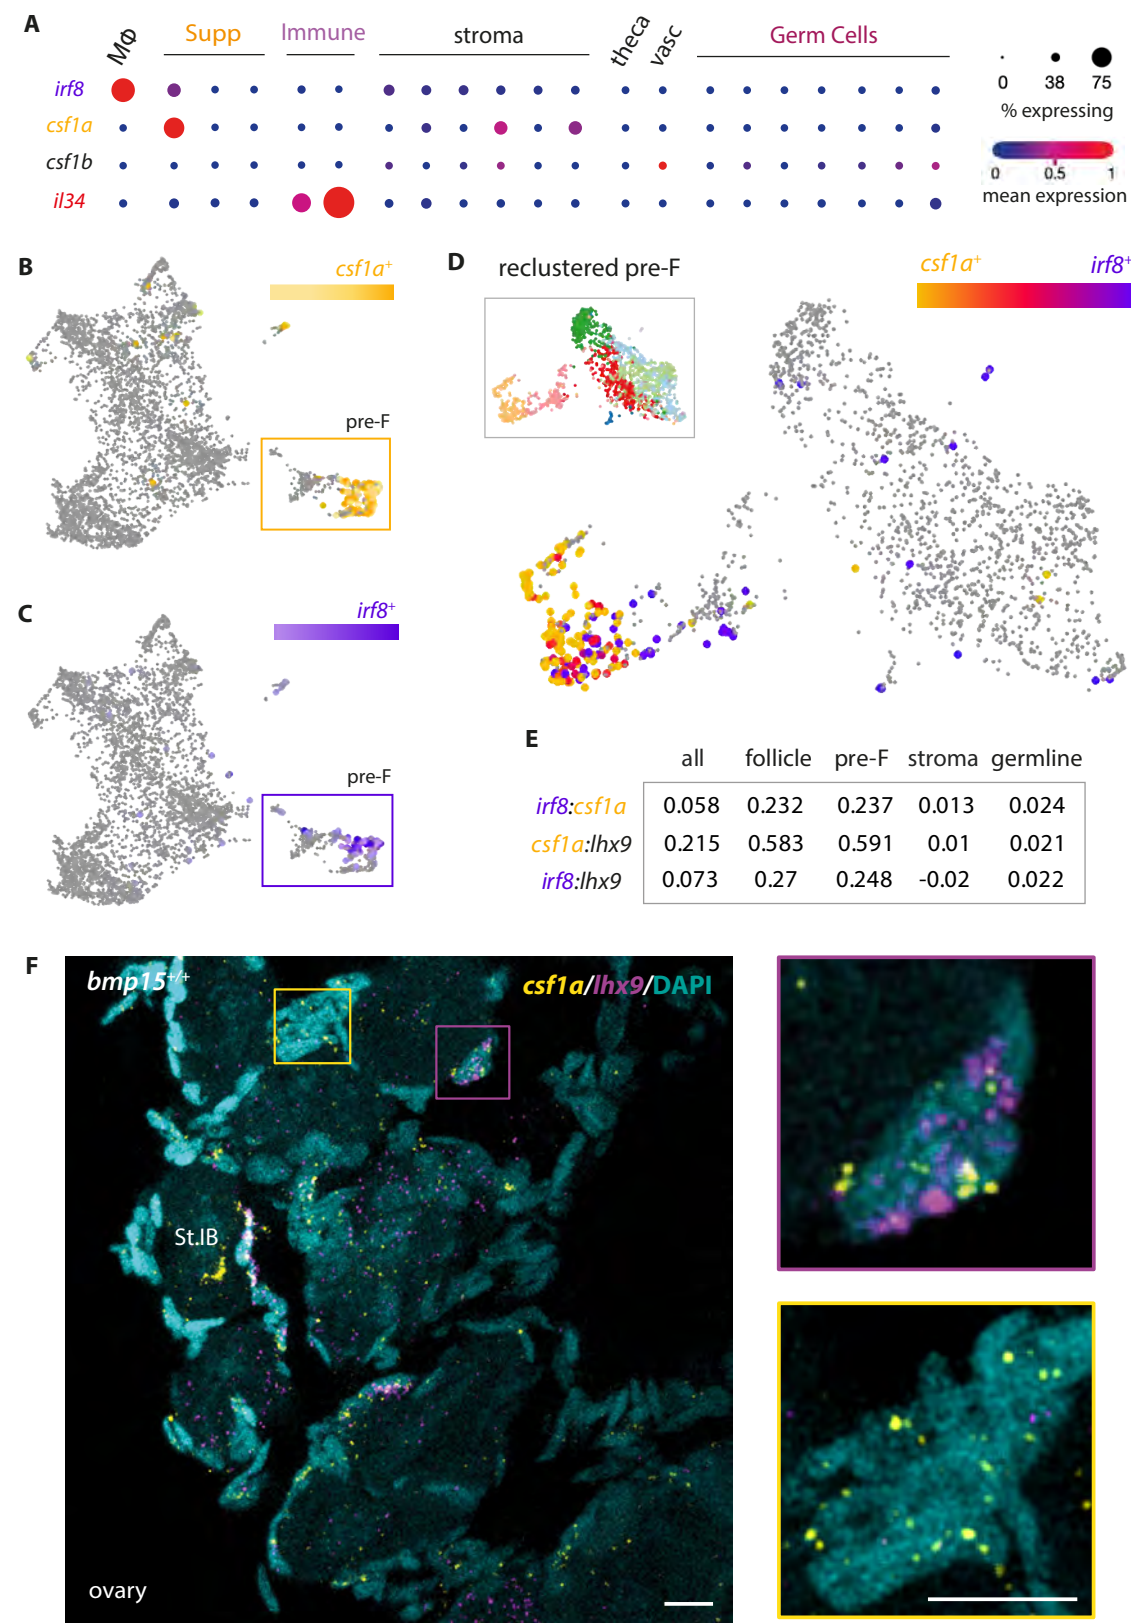 A
MΦ
Supp
Immune
stroma
theca
vasc
Germ Cells
irf8
csf1a
csf1b
il34
0 38 75
% expressing
0 0.5 1
mean expression
B
csf1a+
pre-F
C
irf8+
pre-F
D
reclustered pre-F
csf1a+ irf8+
E
all follicle pre-F stroma germline
irf8:csf1a 0.058 0.232 0.237 0.013 0.024
csf1a:lhx9 0.215 0.583 0.591 0.01 0.021
irf8:lhx9 0.073 0.27 0.248 -0.02 0.022
F
bmp15+/+
csf1a/lhx9/DAPI
St.IB
ovary